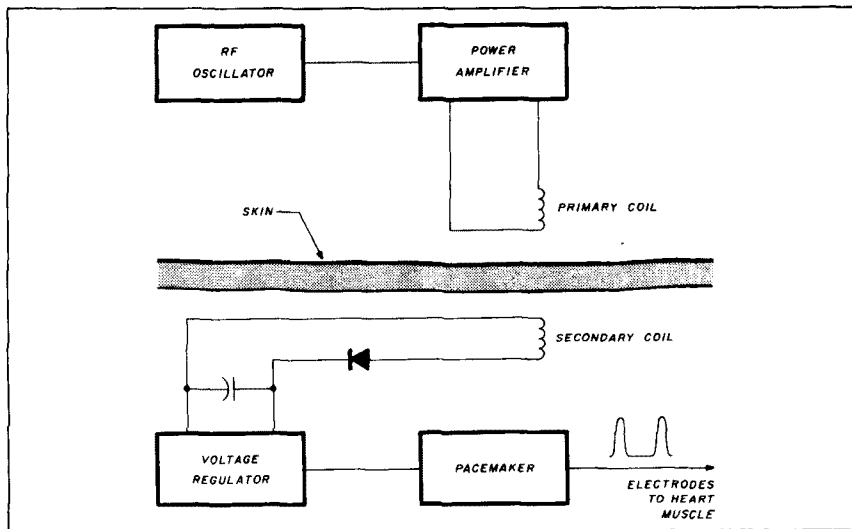 RF
OSCILLATOR
POWER
AMPLIFIER
PRIMARY COIL
SKIN
SECONDARY COIL
VOLTAGE
REGULATOR
PACEMAKER
ELECTRODES
TO HEART
MUSCLE